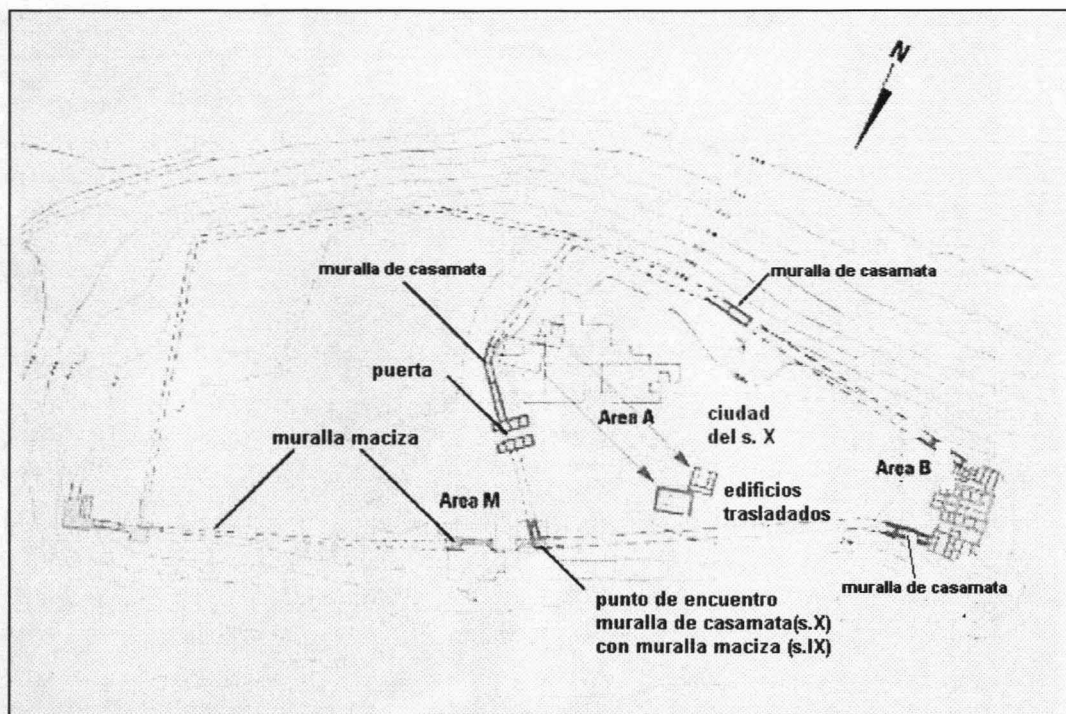 N
muralla de casamata
muralla de casamata
puerta
Area A
ciudad
del s. X
muralla maciza
Area B
Area M
edificios
trasladados
muralla de casamata
punto de encuentro
muralla de casamata(s.X)
con muralla maciza (s.IX)